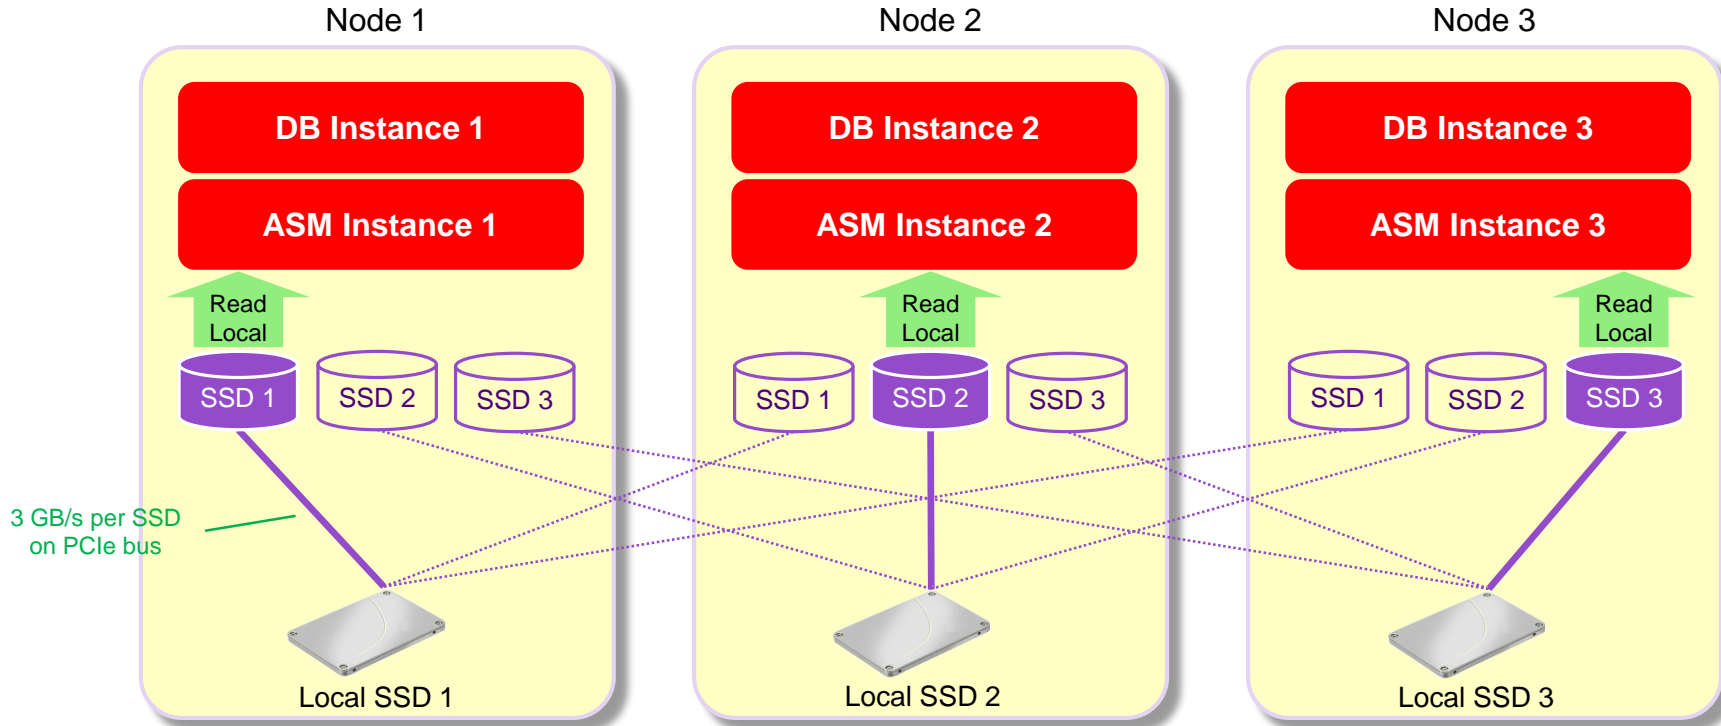 Node 1
Node 2
Node 3
DB Instance 1
DB Instance 2
DB Instance 3
ASM Instance 1
ASM Instance 2
ASM Instance 3
Read
Local
Read
Local
Read
Local
SSD 1
SSD 2
SSD 3
SSD 1
SSD 2
SSD 3
SSD 1
SSD 2
SSD 3
3 GB/s per SSD
on PCIe bus
Local SSD 1
Local SSD 2
Local SSD 3